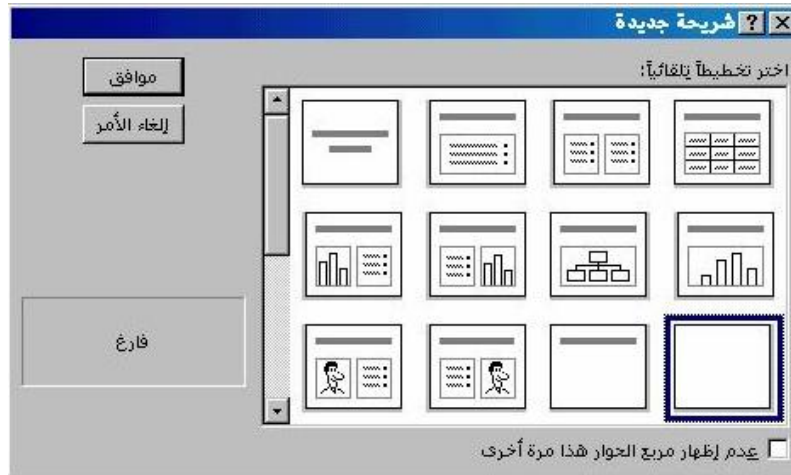 شريحة جديدة
اختر تخطيطاً تلقائياً:
موافق
إلغاء الأمر
فارغ
عدم إظهار مربع الحوار هذا مرة أخرى